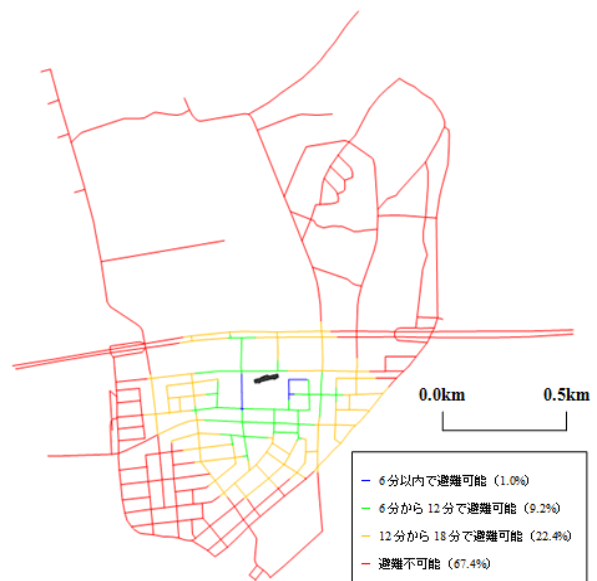 0.0km 0.5km
6分以内で避難可能（1.0%）
6分から12分で避難可能（9.2%）
12分から18分で避難可能（22.4%）
避難不可能（67.4%）